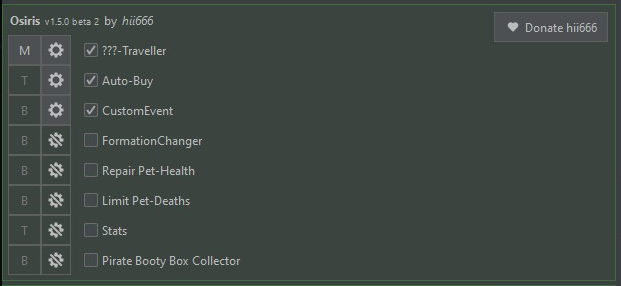 Osiris v1.5.0 beta 2 by hii666
Donate hii666
M ???-Traveller
T Auto-Buy
B CustomEvent
B FormationChanger
B Repair Pet-Health
B Limit Pet-Deaths
T Stats
B Pirate Booty Box Collector